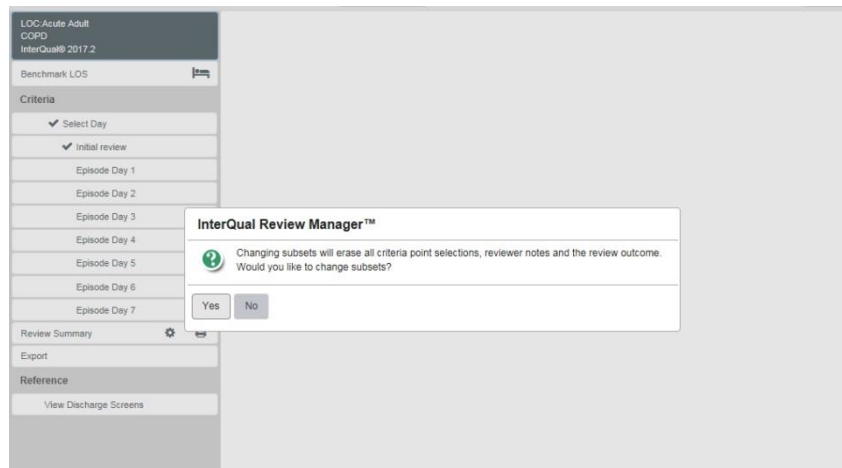 LOC:Acute Adult
COPD
InterQual® 2017.2
Benchmark LOS
Criteria
Select Day
Initial review
Episode Day 1
Episode Day 2
Episode Day 3
Episode Day 4
Episode Day 5
Episode Day 6
Episode Day 7
Review Summary
Export
Reference
View Discharge Screens
InterQual Review Manager™
Changing subsets will erase all criteria point selections, reviewer notes and the review outcome.
Would you like to change subsets?
Yes No